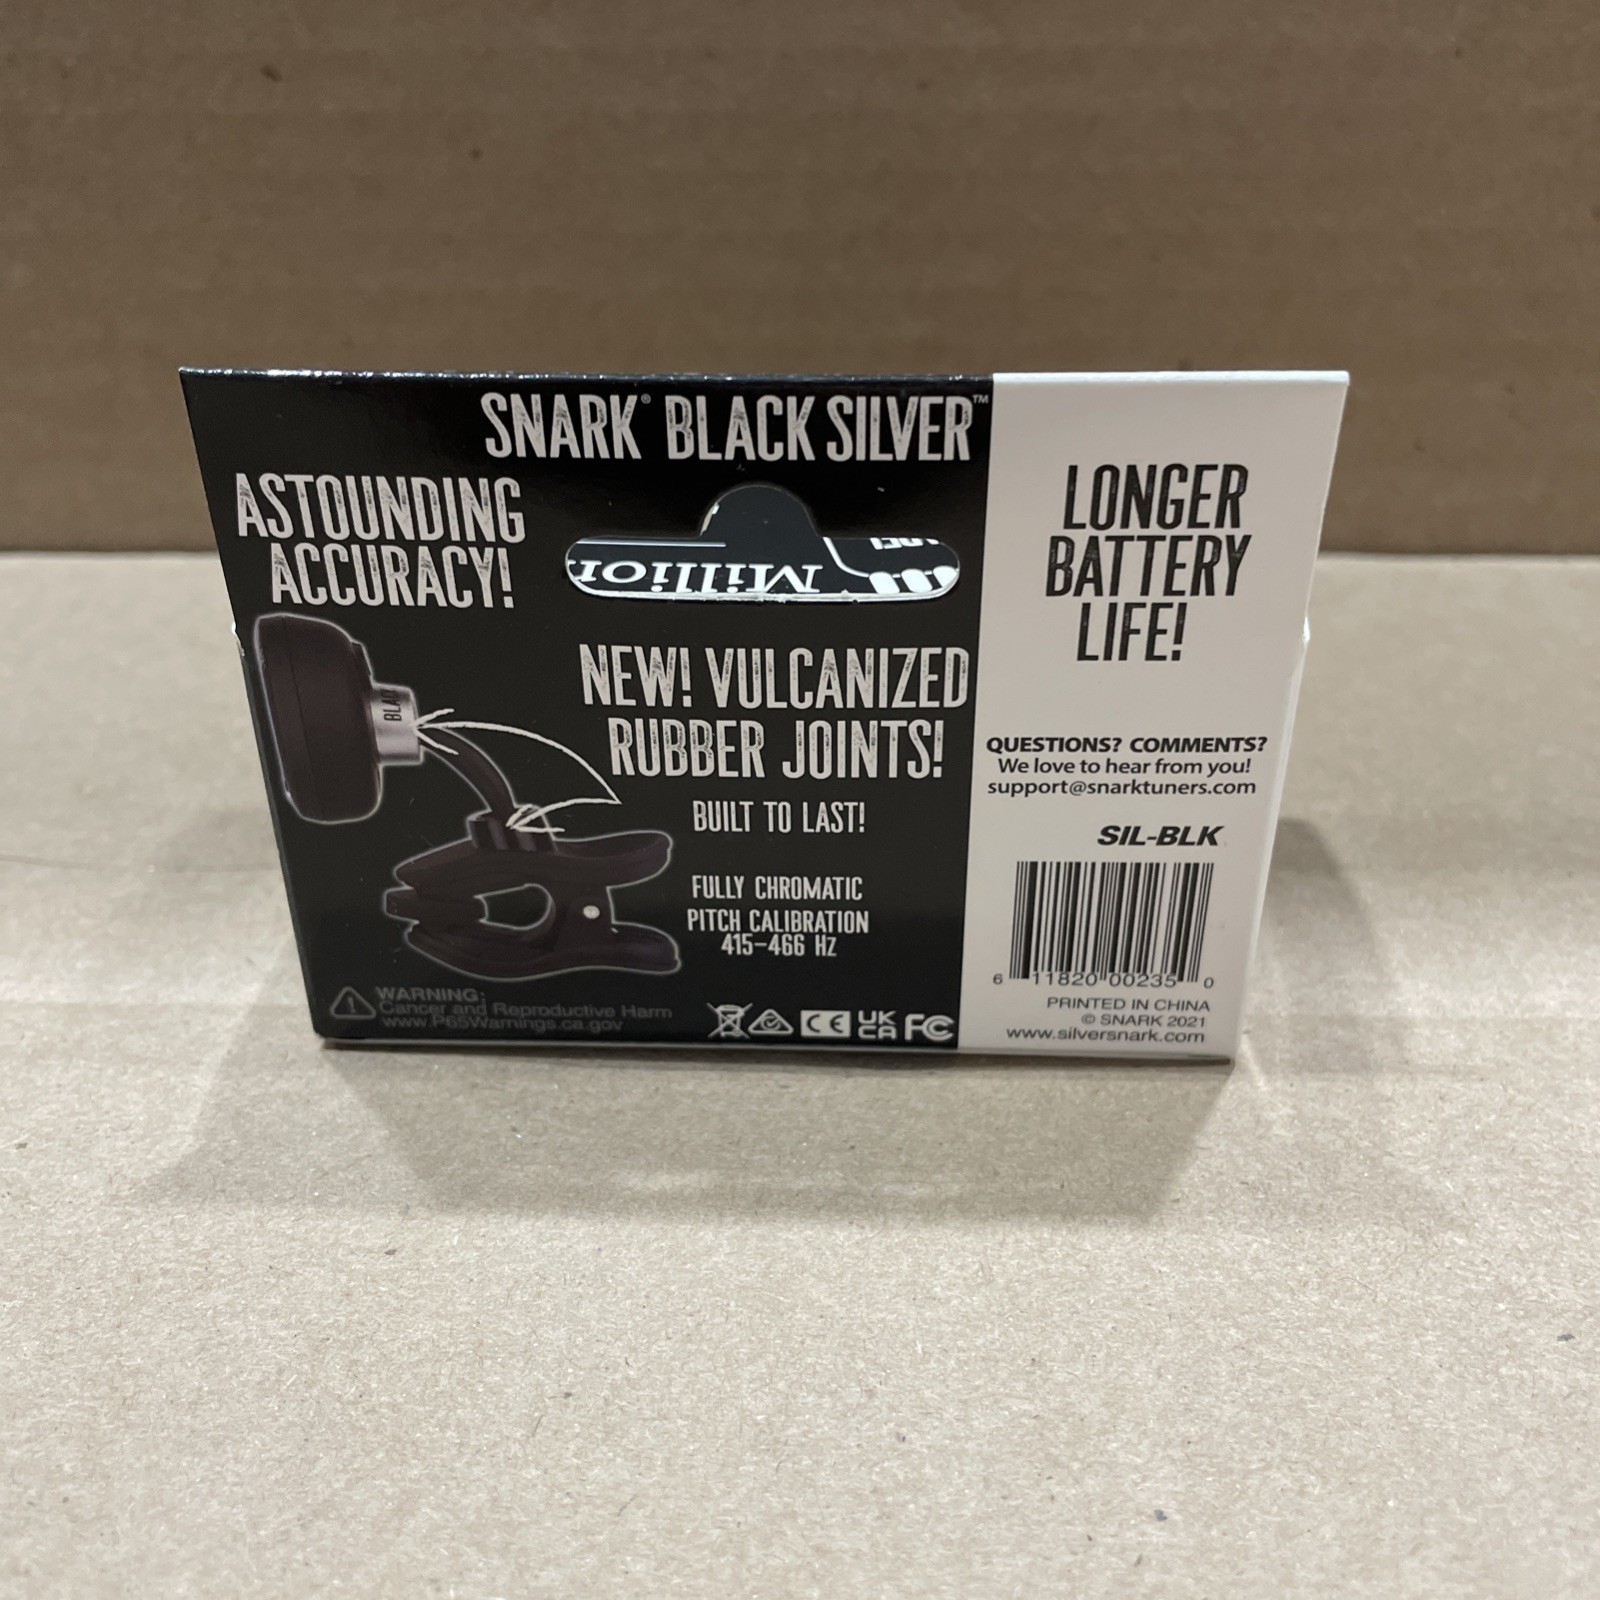 SNARK® BLACK SILVER™
ASTOUNDING
ACCURACY!
NEW! VULCANIZED
RUBBER JOINTS!
BUILT TO LAST!
FULLY CHROMATIC
PITCH CALIBRATION
415–466 Hz
WARNING:
Cancer and Reproductive Harm
www.P65Warnings.ca.gov
CE
UK
CA
FC
LONGER
BATTERY
LIFE!
QUESTIONS? COMMENTS?
We love to hear from you!
support@snarktuners.com
SIL-BLK
6 11820 00235 0
PRINTED IN CHINA
© SNARK 2021
www.silversnark.com